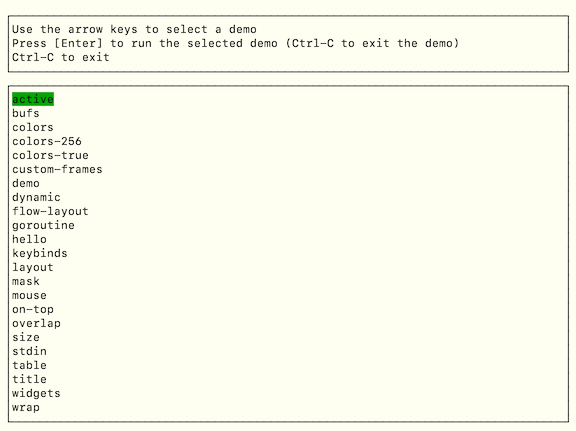 Use the arrow keys to select a demo
Press [Enter] to run the selected demo (Ctrl-C to exit the demo)
Ctrl-C to exit
active
bufs
colors
colors-256
colors-true
custom-frames
demo
dynamic
flow-layout
goroutine
hello
keybinds
layout
mask
mouse
on-top
overlap
size
stdin
table
title
widgets
wrap